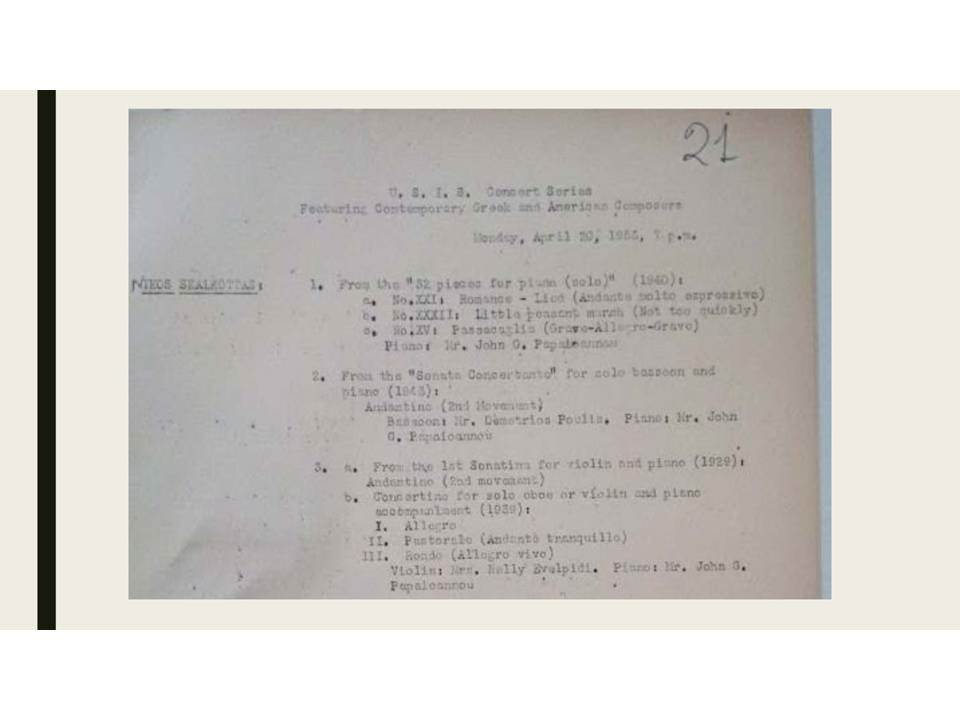 21
U. S. I. S. Concert Series
Featuring Contemporary Greek and American Composers
Monday, April 20, 1953, 7 p.m.
NIKOS SKALKOTTAS: 1. From the "32 pieces for piano (solo)" (1940):
a. No.XXI: Romance - Lied (Andante molto espressivo)
b. No.XXXII: Little peasant march (Not too quickly)
c. No.XV: Passacaglia (Grave-Allegro-Grave)
Piano: Mr. John G. Papaioannou
2. From the "Sonata Concertante" for solo bassoon and
piano (1943):
Andantino (2nd Movement)
Bassoon: Mr. Demetrios Poulis. Piano: Mr. John
G. Papaioannou
3. a. From the 1st Sonatina for violin and piano (1929):
Andantino (2nd movement)
b. Concertino for solo oboe or violin and piano
accompaniment (1939):
I. Allegro
II. Pastorale (Andante tranquillo)
III. Rondo (Allegro vivo)
Violin: Mrs. Nelly Evelpidi. Piano: Mr. John G.
Papaioannou